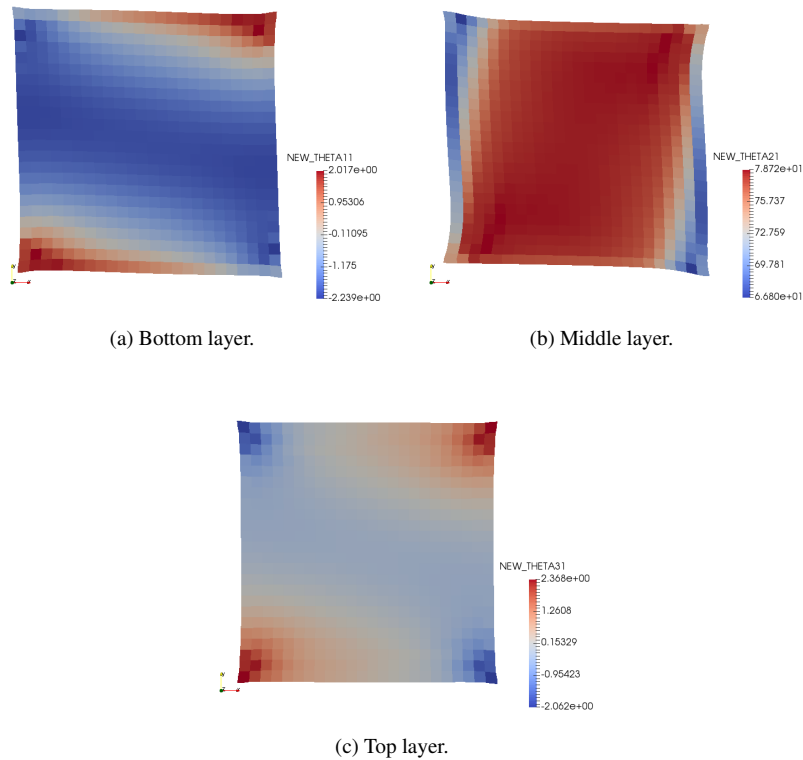 NEW_THETA11
2.017e+00
0.95306
-0.11095
-1.175
-2.239e+00
NEW_THETA21
7.872e+01
75.737
72.759
69.781
6.680e+01
(a) Bottom layer.
(b) Middle layer.
NEW_THETA31
2.368e+00
1.2608
0.15329
-0.95423
-2.062e+00
(c) Top layer.